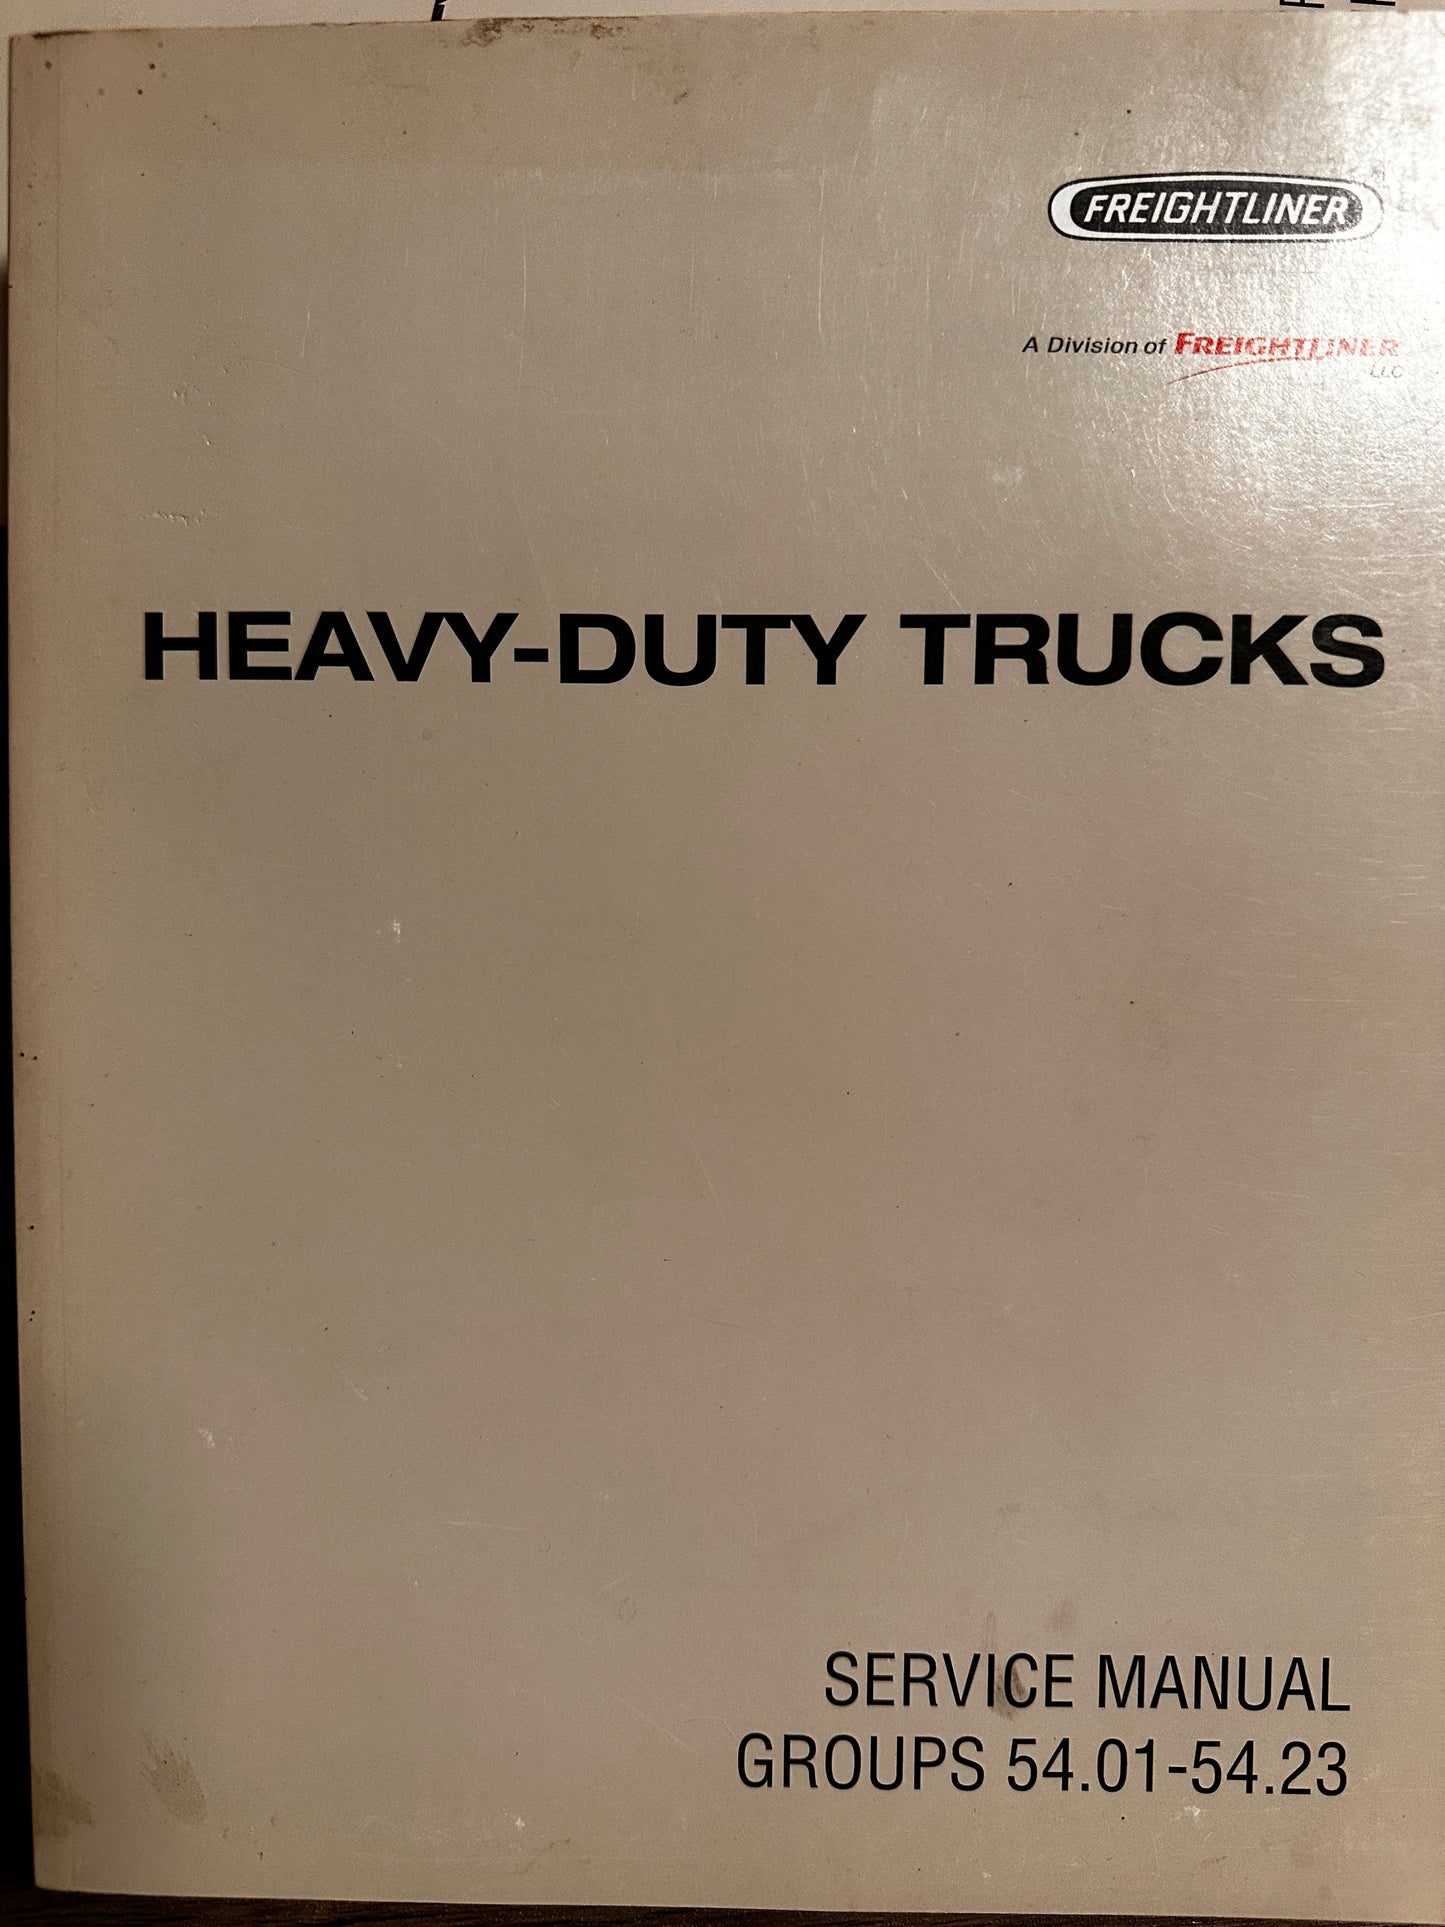 FREIGHTLINER
A Division of FREIGHTLINER
LLC
HEAVY-DUTY TRUCKS
SERVICE MANUAL
GROUPS 54.01-54.23